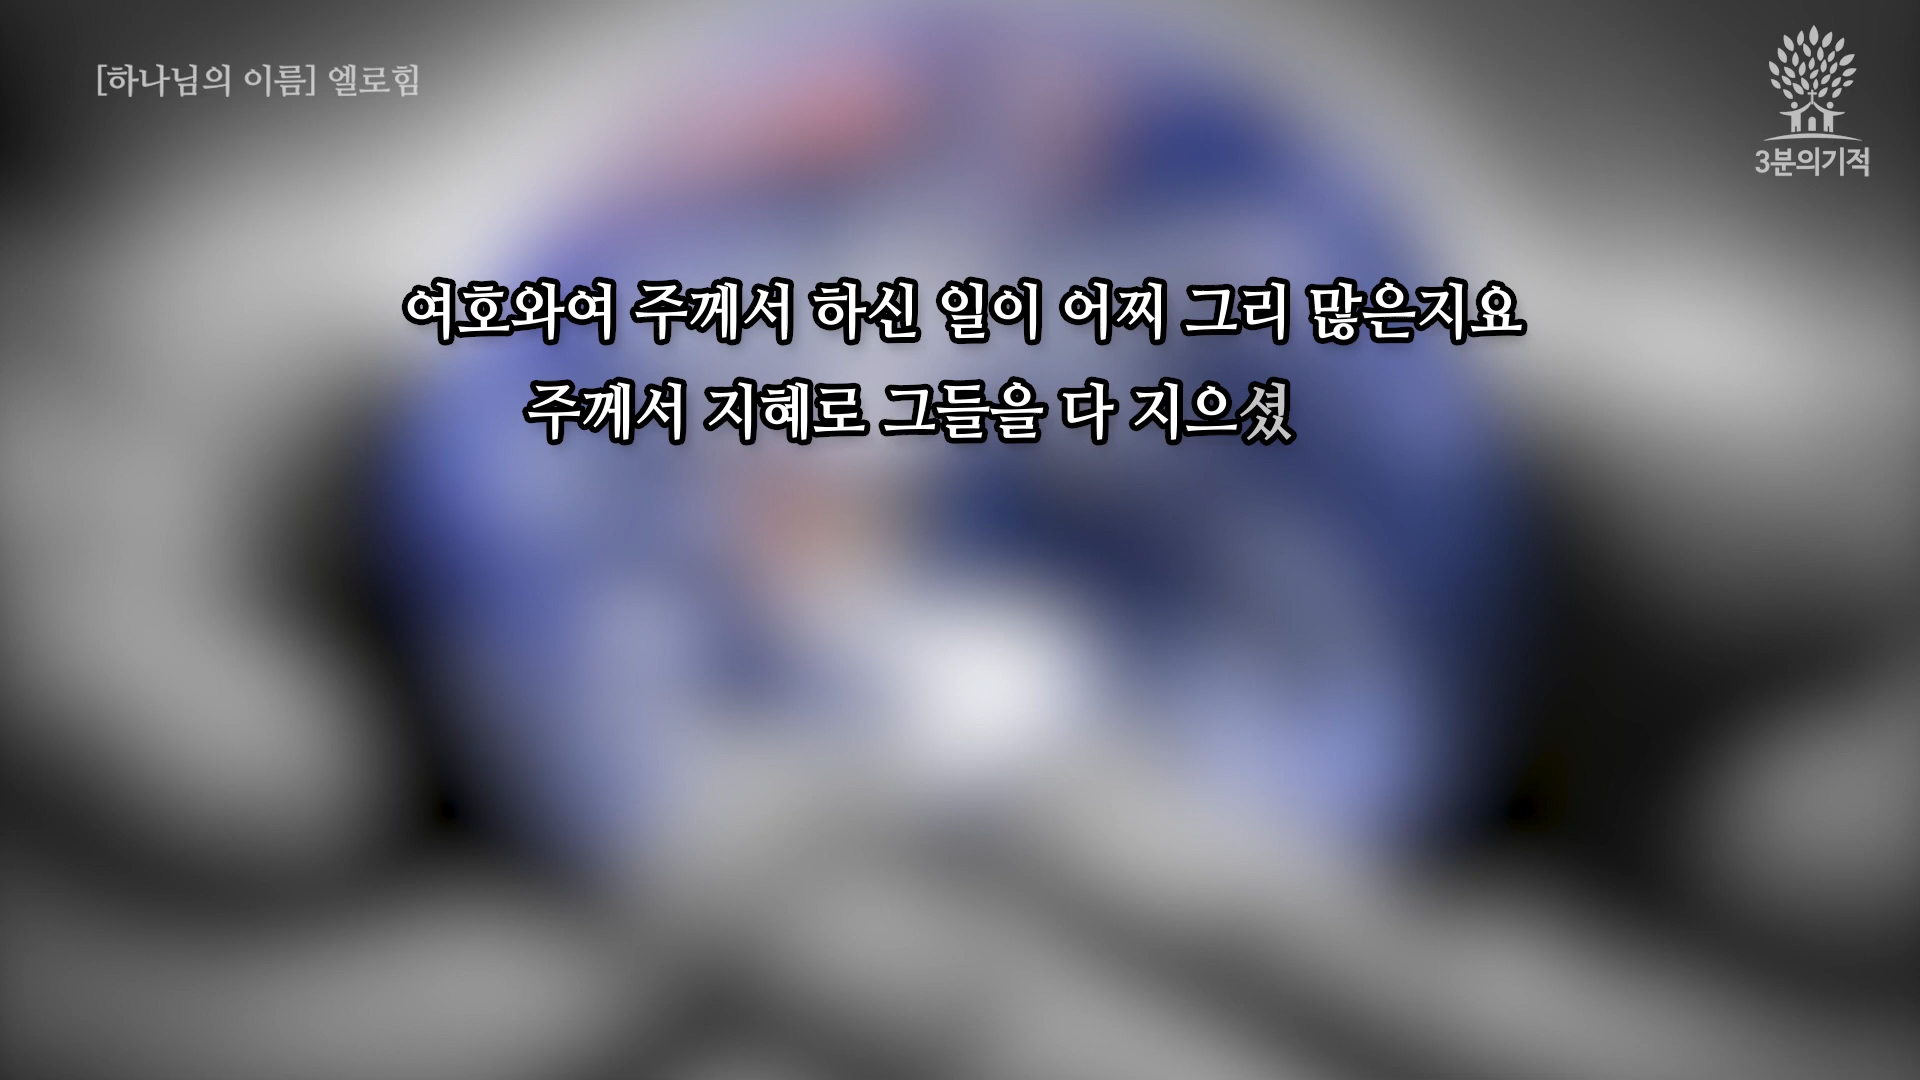 [하나님의 이름] 엘로힘
3분의기적
여호와여 주께서 하신 일이 어찌 그리 많은지요
주께서 지혜로 그들을 다 지으셨